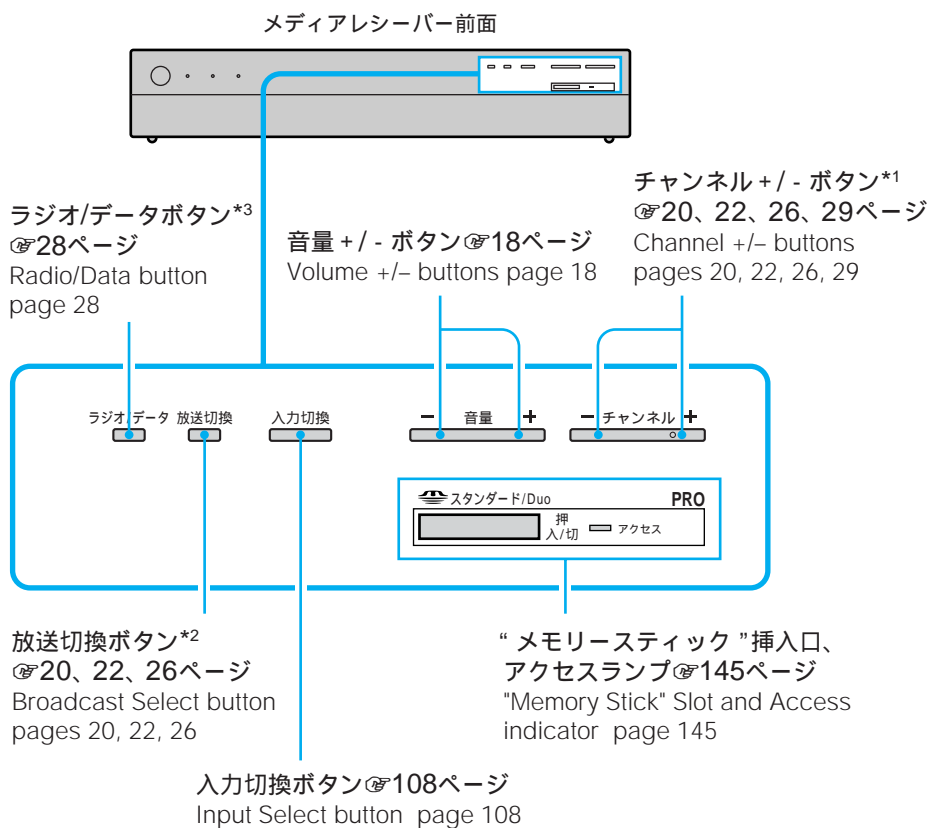 メディアレシーバー前面
ラジオ/データボタン*3
☞28ページ
Radio/Data button
page 28
音量 + / - ボタン☞18ページ
Volume +/– buttons page 18
チャンネル + / - ボタン*1
☞20、22、26、29ページ
Channel +/– buttons
pages 20, 22, 26, 29
ラジオ/データ 放送切換 入力切換 – 音量 + – チャンネル +
スタンダード/Duo PRO
押
入/切 アクセス
放送切換ボタン*2
☞20、22、26ページ
Broadcast Select button
pages 20, 22, 26
“ メモリースティック ”挿入口、
アクセスランプ☞145ページ
"Memory Stick" Slot and Access
indicator page 145
入力切換ボタン☞108ページ
Input Select button page 108